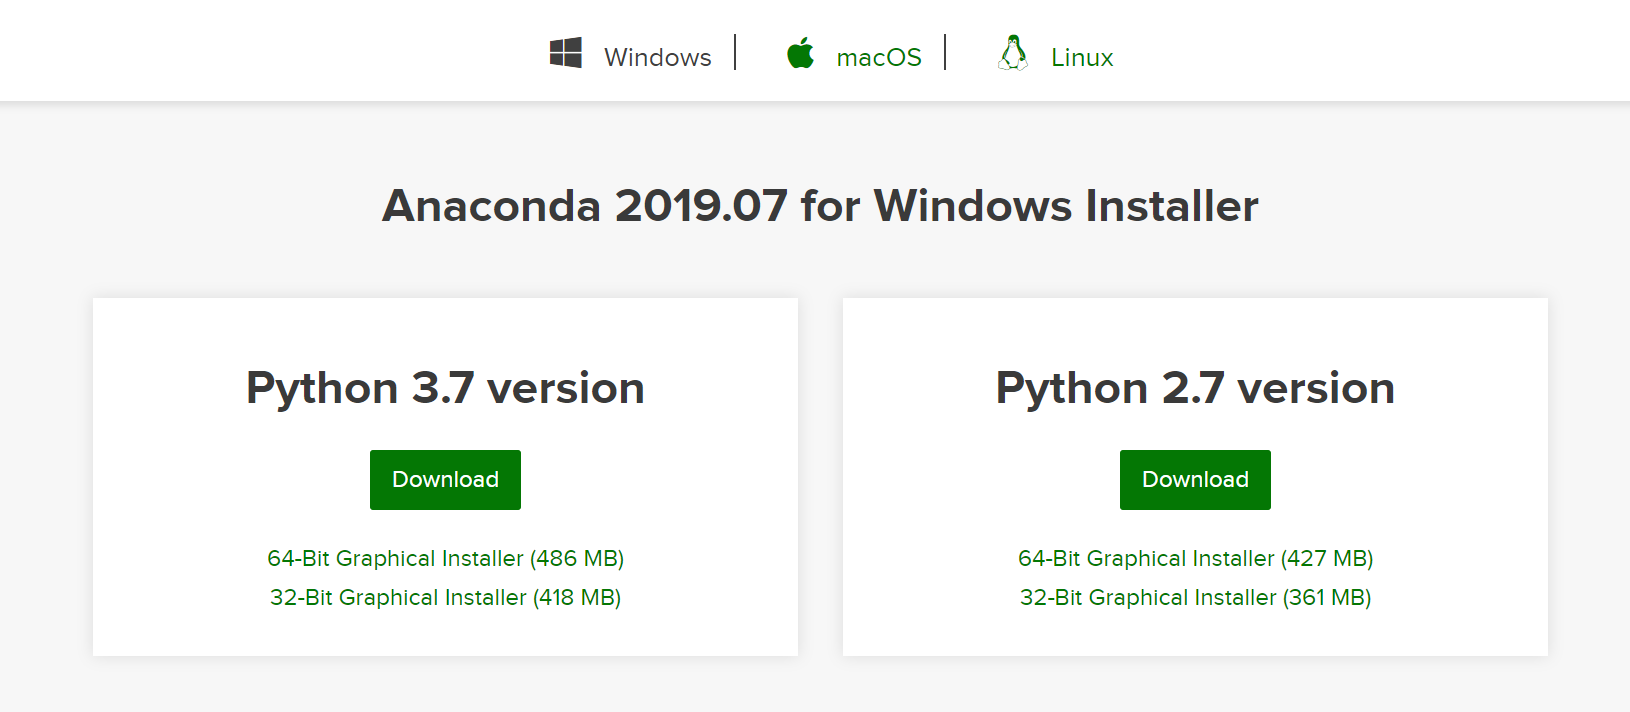 Windows
macOS
Linux
Anaconda 2019.07 for Windows Installer
Python 3.7 version
Download
64-Bit Graphical Installer (486 MB)
32-Bit Graphical Installer (418 MB)
Python 2.7 version
Download
64-Bit Graphical Installer (427 MB)
32-Bit Graphical Installer (361 MB)